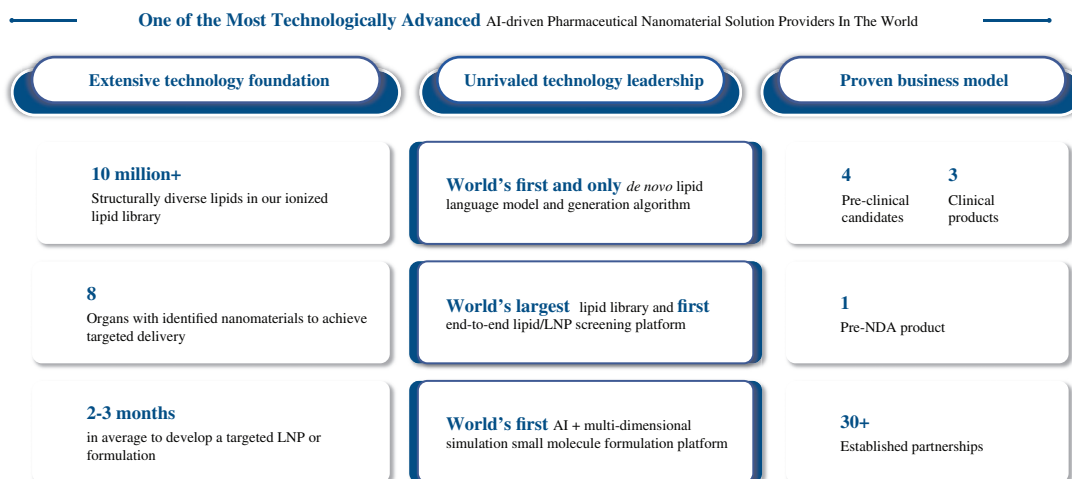 One of the Most Technologically Advanced AI-driven Pharmaceutical Nanomaterial Solution Providers In The World
Extensive technology foundation
Unrivaled technology leadership
Proven business model
10 million+
Structurally diverse lipids in our ionized
lipid library
World's first and only de novo lipid
language model and generation algorithm
4
Pre-clinical
candidates
3
Clinical
products
8
Organs with identified nanomaterials to achieve
targeted delivery
World's largest lipid library and first
end-to-end lipid/LNP screening platform
1
Pre-NDA product
2-3 months
in average to develop a targeted LNP or
formulation
World's first AI + multi-dimensional
simulation small molecule formulation platform
30+
Established partnerships